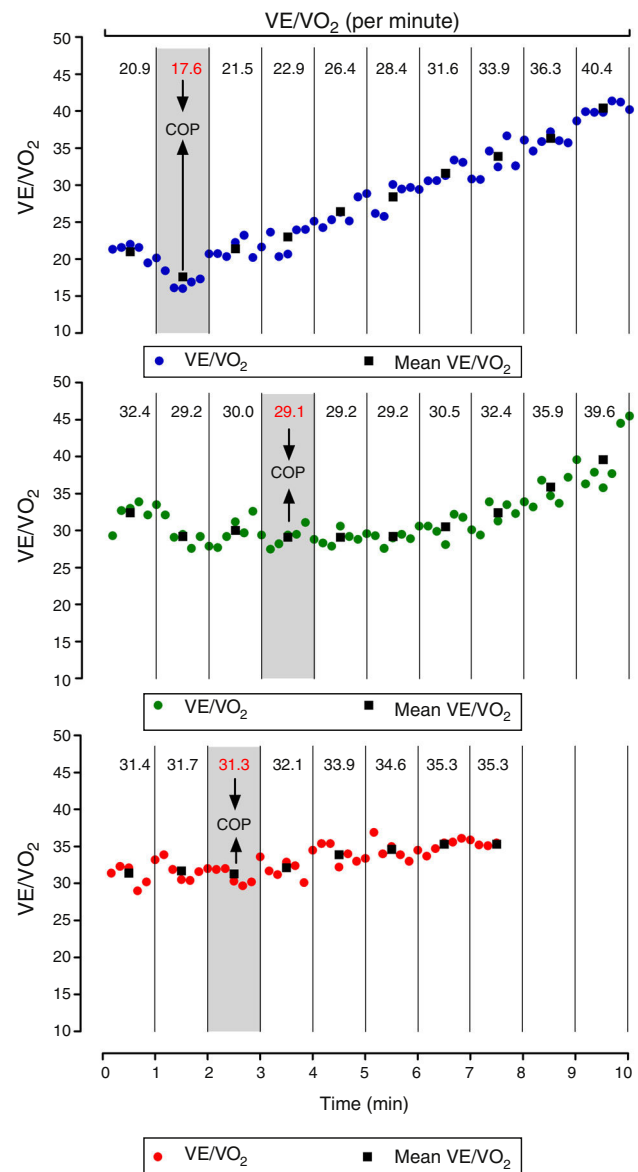 VE/VO₂ (per minute)
50
45
40
35
30
25
20
15
10
VE/VO₂
20.9 17.6 21.5 22.9 26.4 28.4 31.6 33.9 36.3 40.4
COP
VE/VO₂ Mean VE/VO₂
50
45
40
35
30
25
20
15
10
VE/VO₂
32.4 29.2 30.0 29.1 29.2 29.2 30.5 32.4 35.9 39.6
COP
VE/VO₂ Mean VE/VO₂
50
45
40
35
30
25
20
15
10
VE/VO₂
31.4 31.7 31.3 32.1 33.9 34.6 35.3 35.3
COP
0 1 2 3 4 5 6 7 8 9 10
Time (min)
VE/VO₂ Mean VE/VO₂